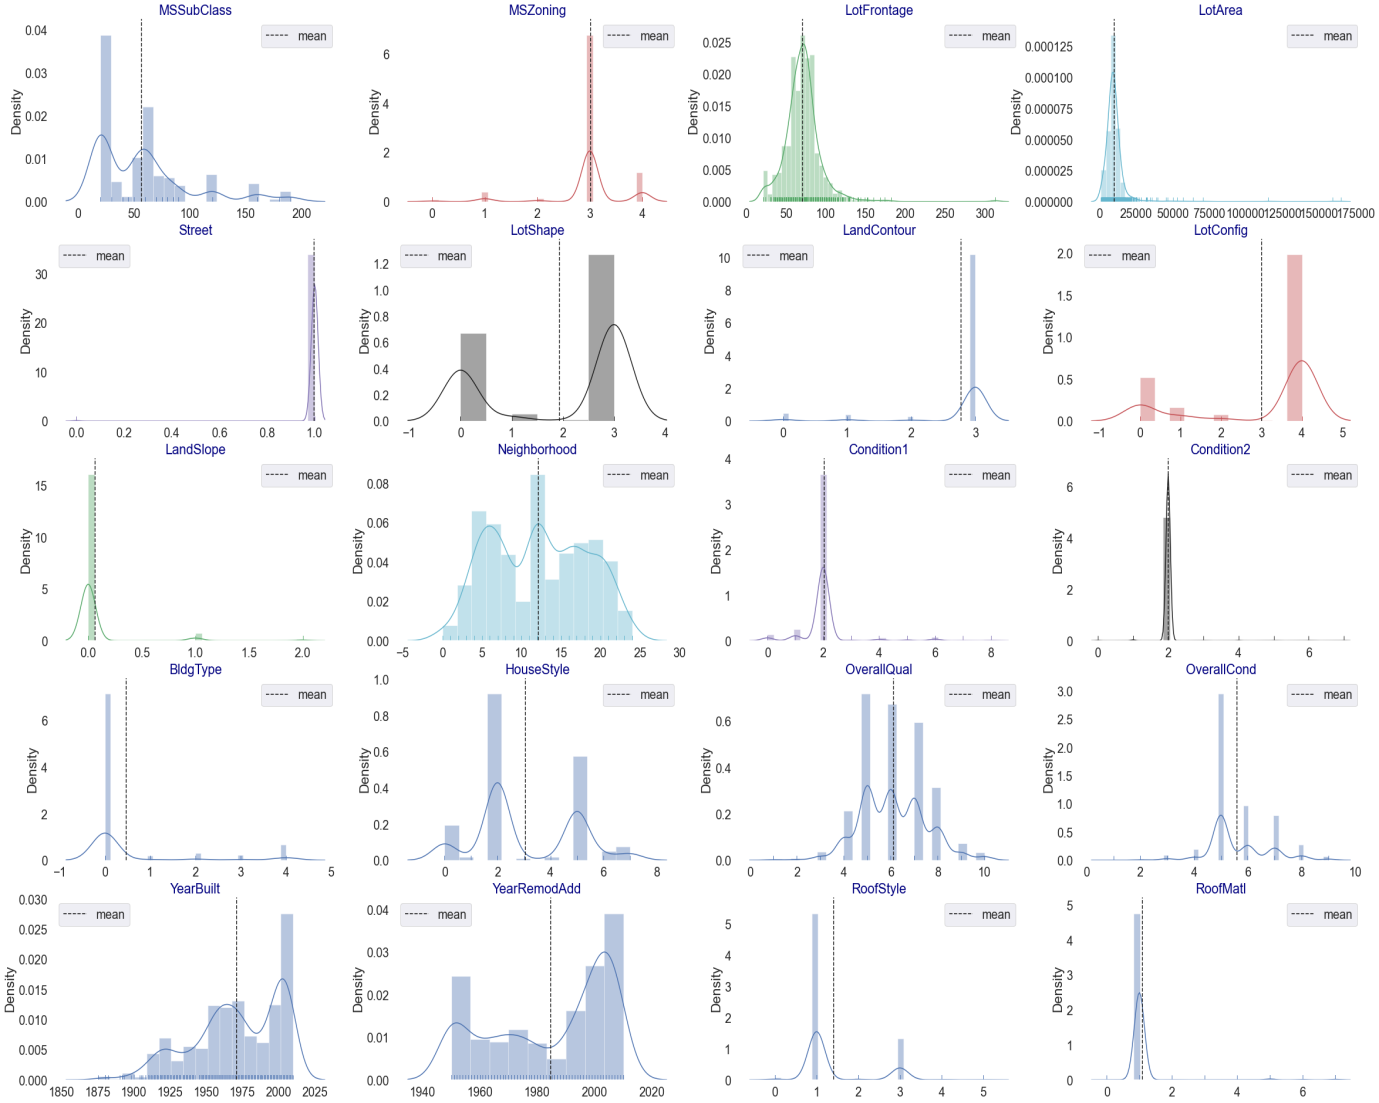 MSSubClass
MSZoning
LotFrontage
LotArea
0.04
0.03
0.02
0.01
0.00
Density
mean
0 50 100 150 200
6
4
2
0
Density
mean
0 1 2 3 4
0.025
0.020
0.015
0.010
0.005
0.000
Density
mean
0 50 100 150 200 250 300
0.000125
0.000100
0.000075
0.000050
0.000025
0.000000
Density
mean
0 25000 50000 75000 100000 125000 150000 175000
Street
LotShape
LandContour
LotConfig
30
20
10
0
Density
mean
0.0 0.2 0.4 0.6 0.8 1.0
1.2
1.0
0.8
0.6
0.4
0.2
0.0
Density
mean
−1 0 1 2 3 4
10
8
6
4
2
0
Density
mean
0 1 2 3
2.0
1.5
1.0
0.5
0.0
Density
mean
−1 0 1 2 3 4 5
LandSlope
Neighborhood
Condition1
Condition2
15
10
5
0
Density
mean
0.0 0.5 1.0 1.5 2.0
0.08
0.06
0.04
0.02
0.00
Density
mean
−5 0 5 10 15 20 25 30
4
3
2
1
0
Density
mean
0 2 4 6 8
6
4
2
0
Density
mean
0 2 4 6
BldgType
HouseStyle
OverallQual
OverallCond
6
4
2
0
Density
mean
−1 0 1 2 3 4 5
1.0
0.8
0.6
0.4
0.2
0.0
Density
mean
0 2 4 6 8
0.6
0.4
0.2
0.0
Density
mean
0 2 4 6 8 10
3.0
2.5
2.0
1.5
1.0
0.5
0.0
Density
mean
0 2 4 6 8 10
YearBuilt
YearRemodAdd
RoofStyle
RoofMatl
0.030
0.025
0.020
0.015
0.010
0.005
0.000
Density
mean
1850 1875 1900 1925 1950 1975 2000 2025
0.04
0.03
0.02
0.01
0.00
Density
mean
1940 1960 1980 2000 2020
5
4
3
2
1
0
Density
mean
0 1 2 3 4 5
5
4
3
2
1
0
Density
mean
0 2 4 6